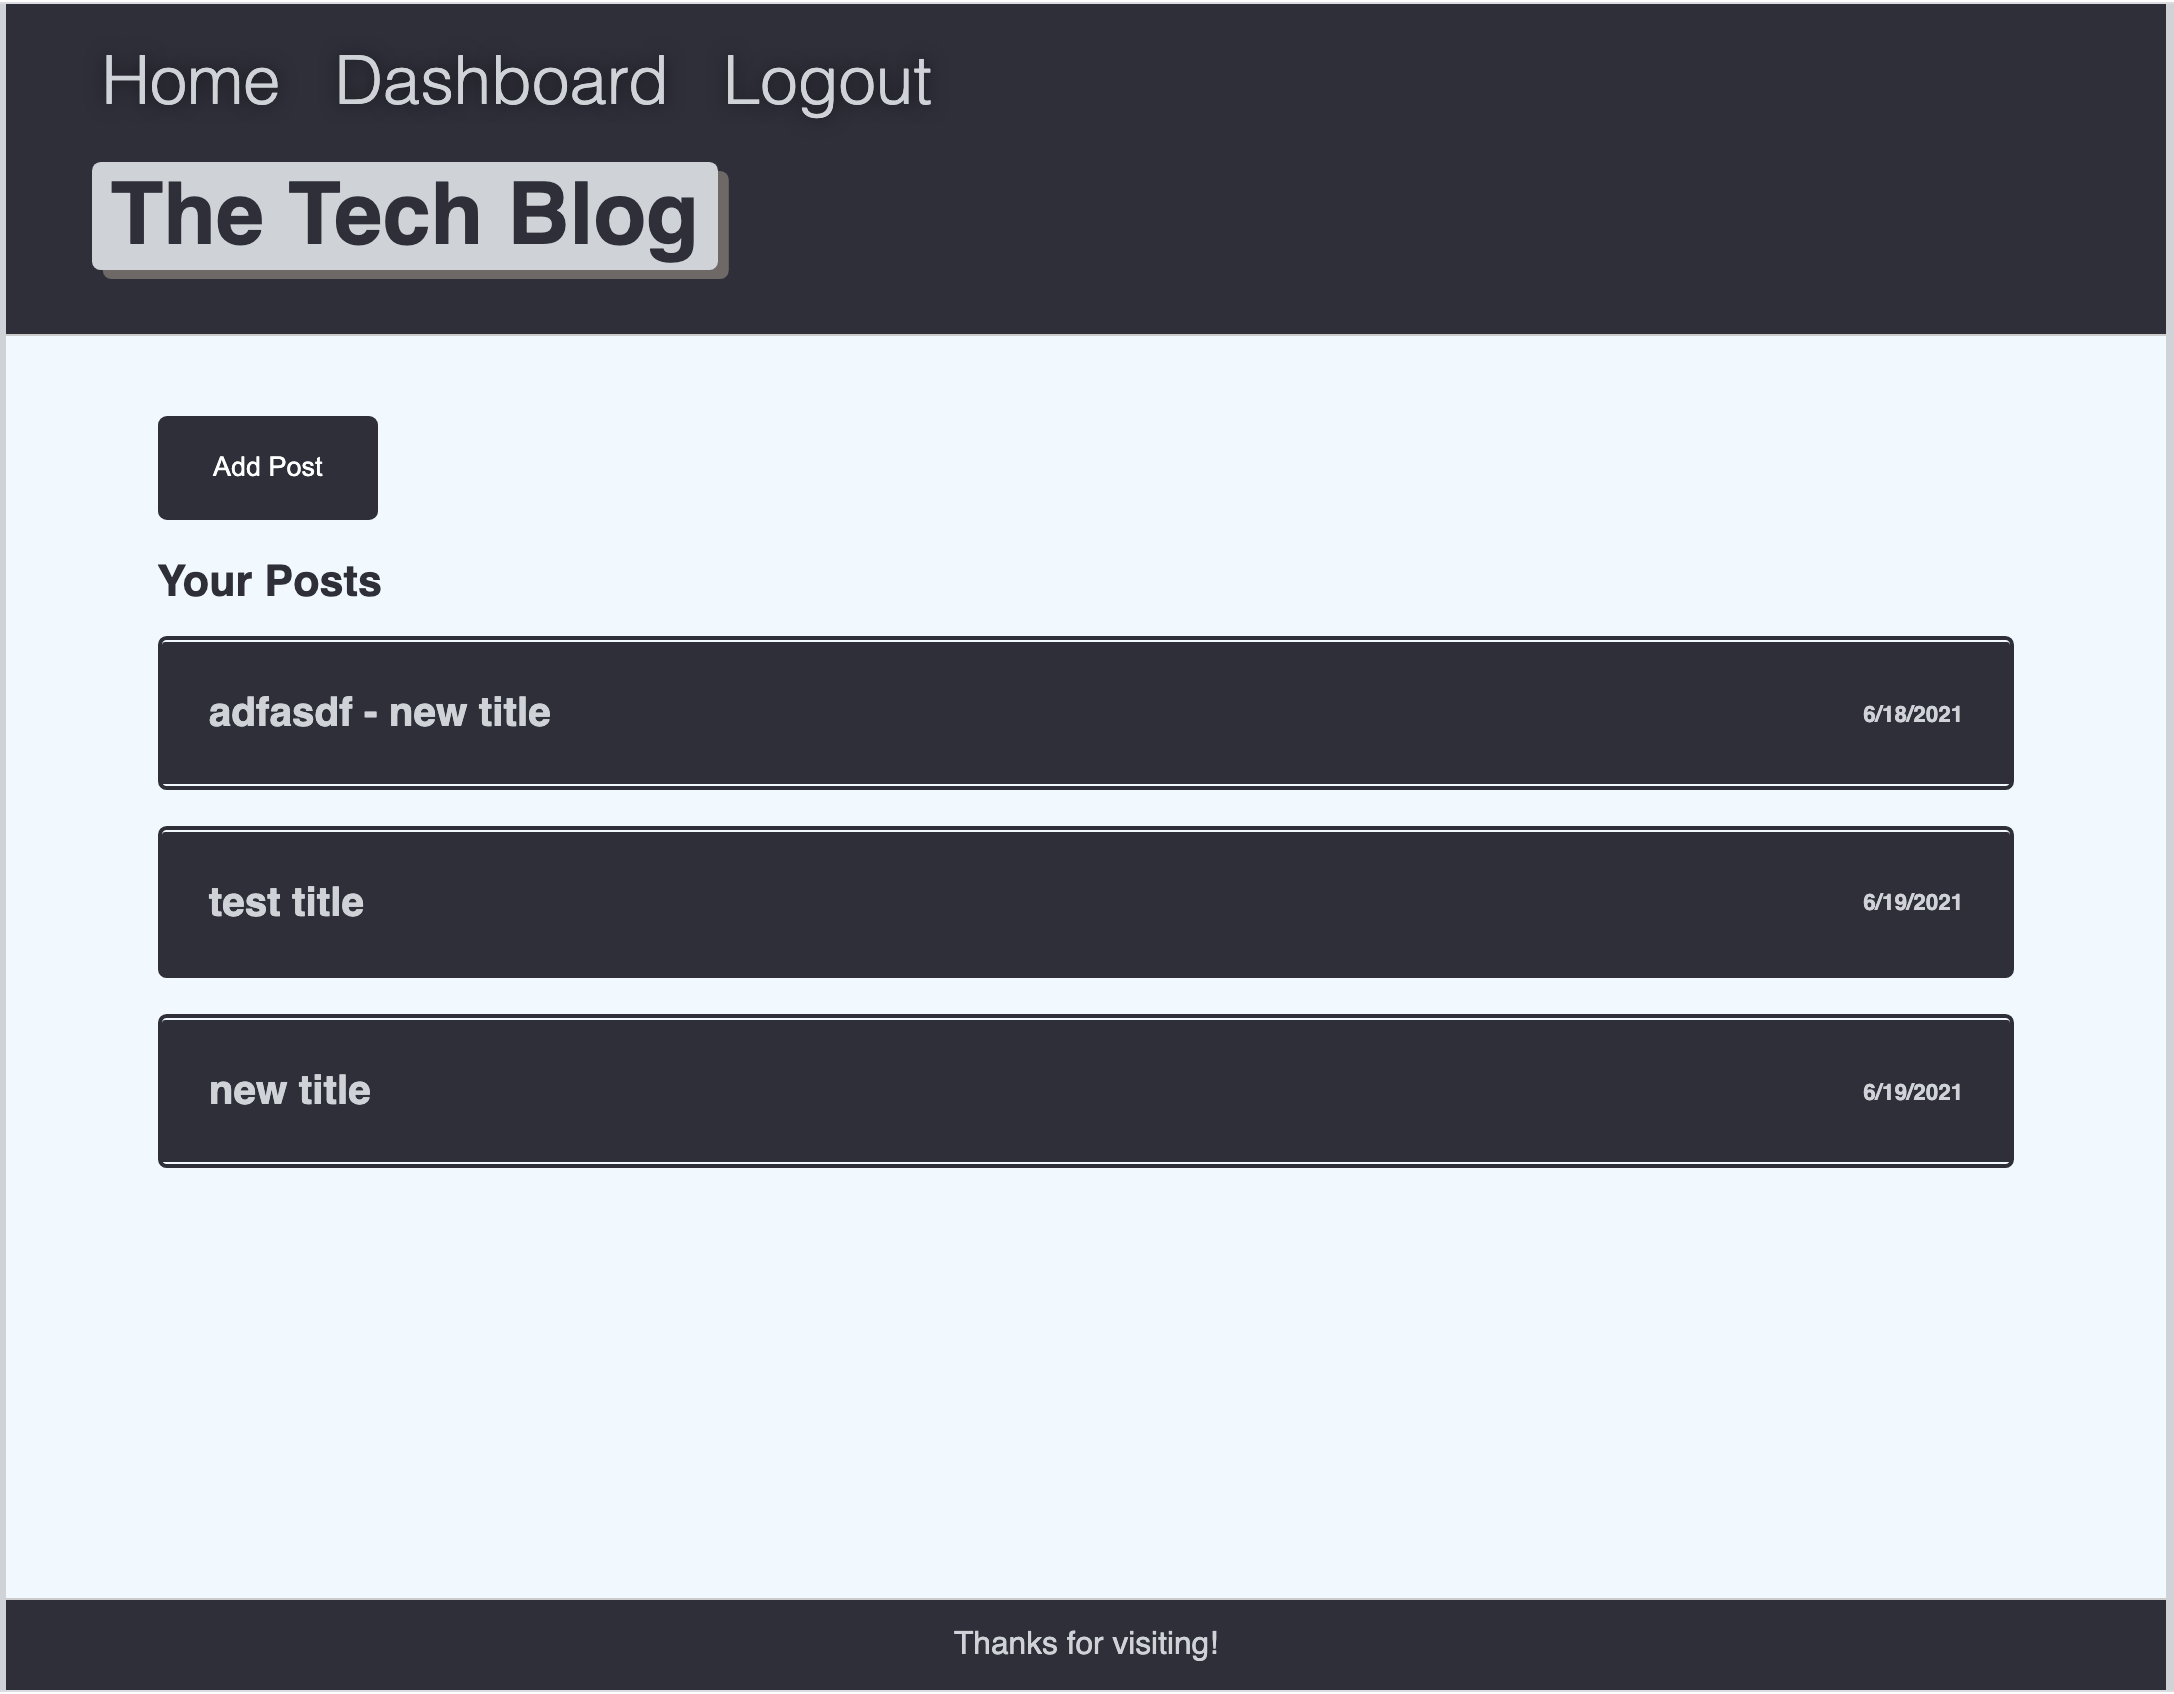 Home Dashboard Logout
The Tech Blog
Add Post
Your Posts
adfasdf - new title 6/18/2021
test title 6/19/2021
new title 6/19/2021
Thanks for visiting!